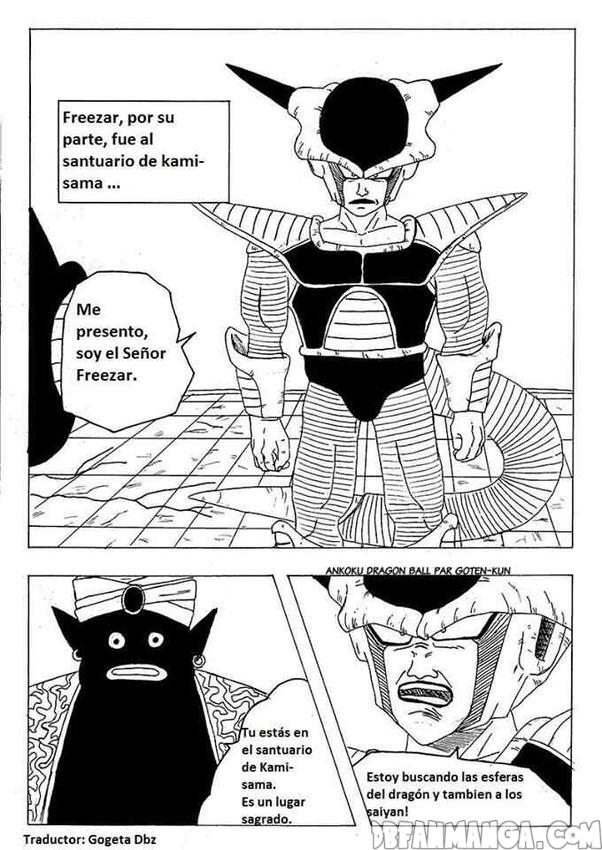 Freezar, por su
parte, fue al
santuario de kami-
sama ...
Me
presento,
soy el Señor
Freezar.
ANKOKU DRAGON BALL PAR GOTEN-KUN
Tu estás en
el santuario
de Kami-
sama.
Es un lugar
sagrado.
Estoy buscando las esferas
del dragón y tambien a los
saiyan!
Traductor: Gogeta Dbz
DBFANMANGA.COM